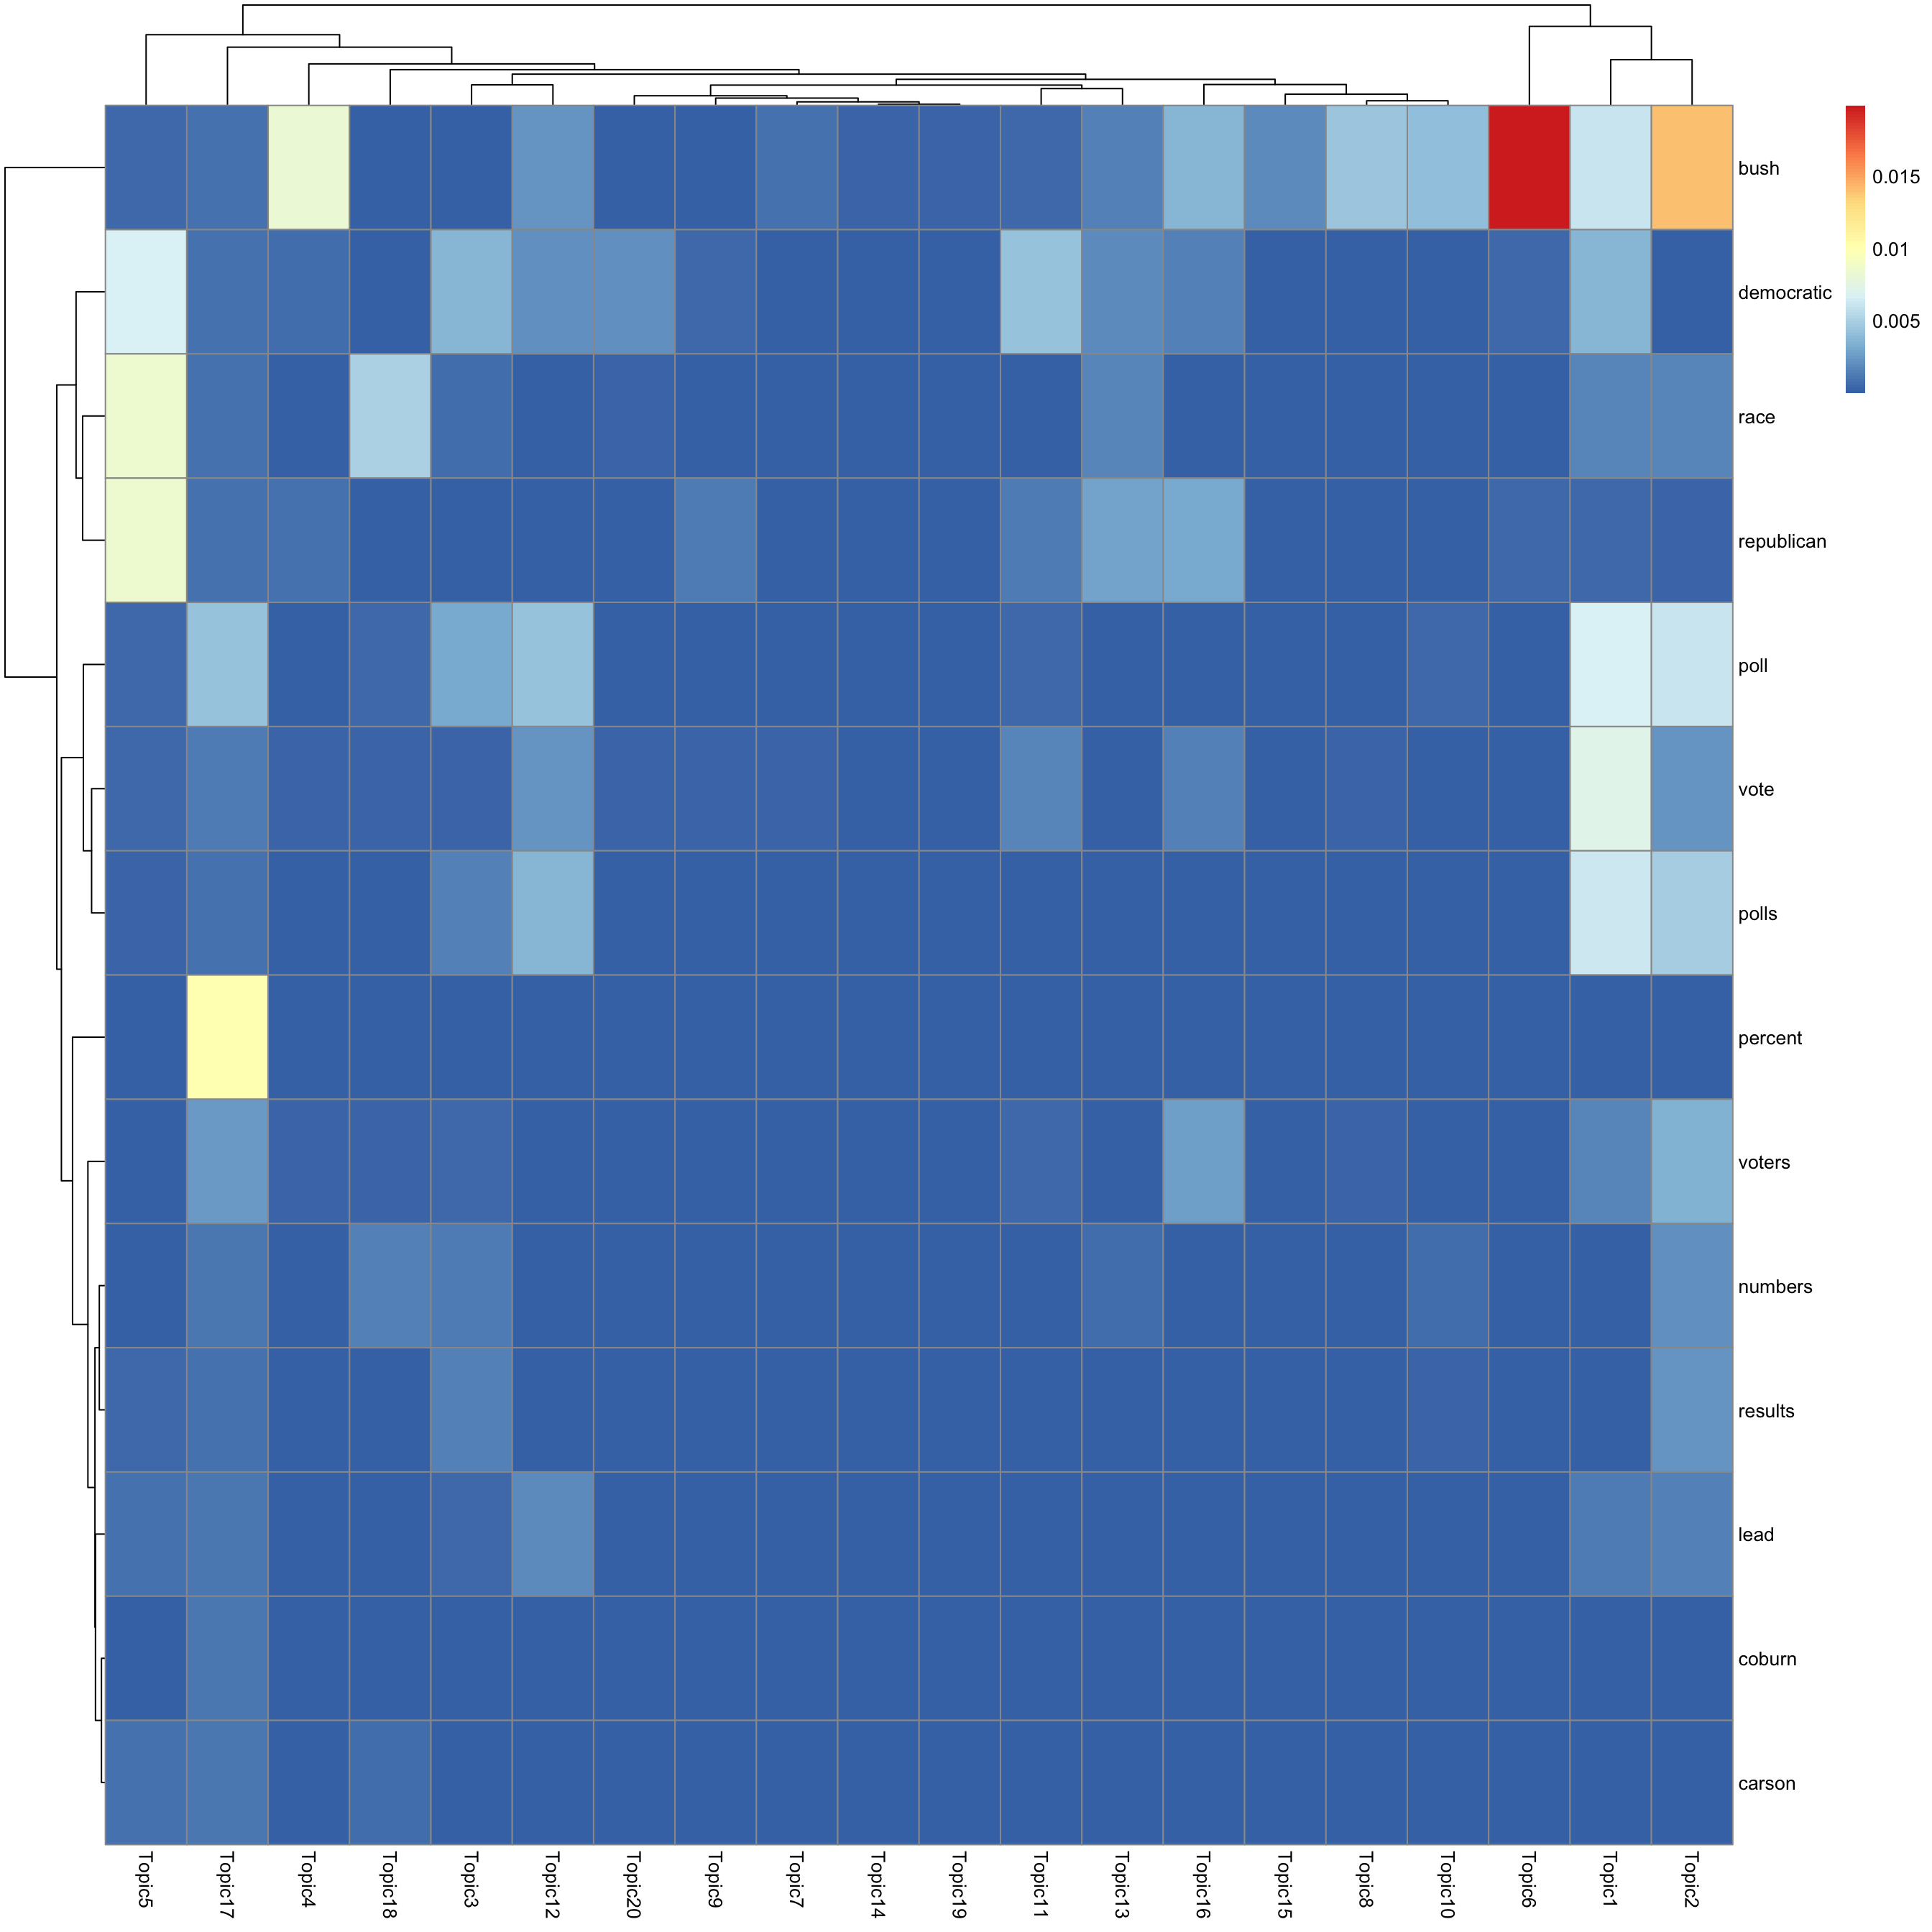 bush
democratic
race
republican
poll
vote
polls
percent
voters
numbers
results
lead
coburn
carson
0.015
0.01
0.005
Topic5
Topic17
Topic4
Topic18
Topic3
Topic12
Topic20
Topic9
Topic7
Topic14
Topic19
Topic11
Topic13
Topic16
Topic15
Topic8
Topic10
Topic6
Topic1
Topic2